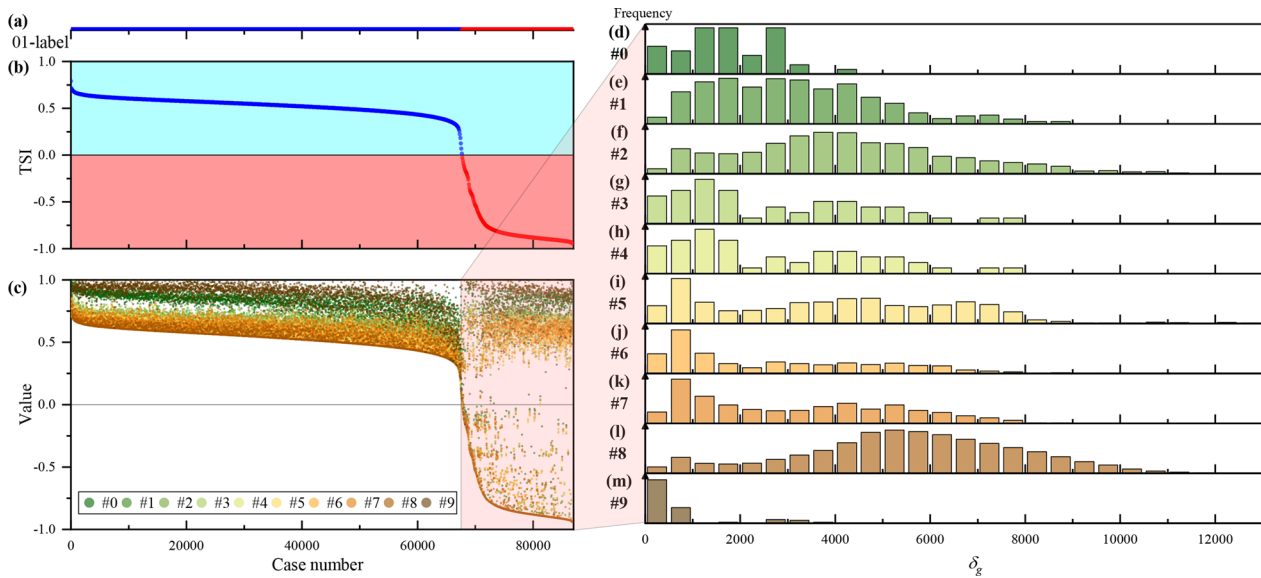 (a)
01-label
(b)
1.0
0.5
0.0
-0.5
-1.0
TSI
(c)
1.0
0.5
0.0
-0.5
-1.0
Value
#0 #1 #2 #3 #4 #5 #6 #7 #8 #9
0 20000 40000 60000 80000
Case number
Frequency
(d)
#0
(e)
#1
(f)
#2
(g)
#3
(h)
#4
(i)
#5
(j)
#6
(k)
#7
(l)
#8
(m)
#9
0 2000 4000 6000 8000 10000 12000
δg